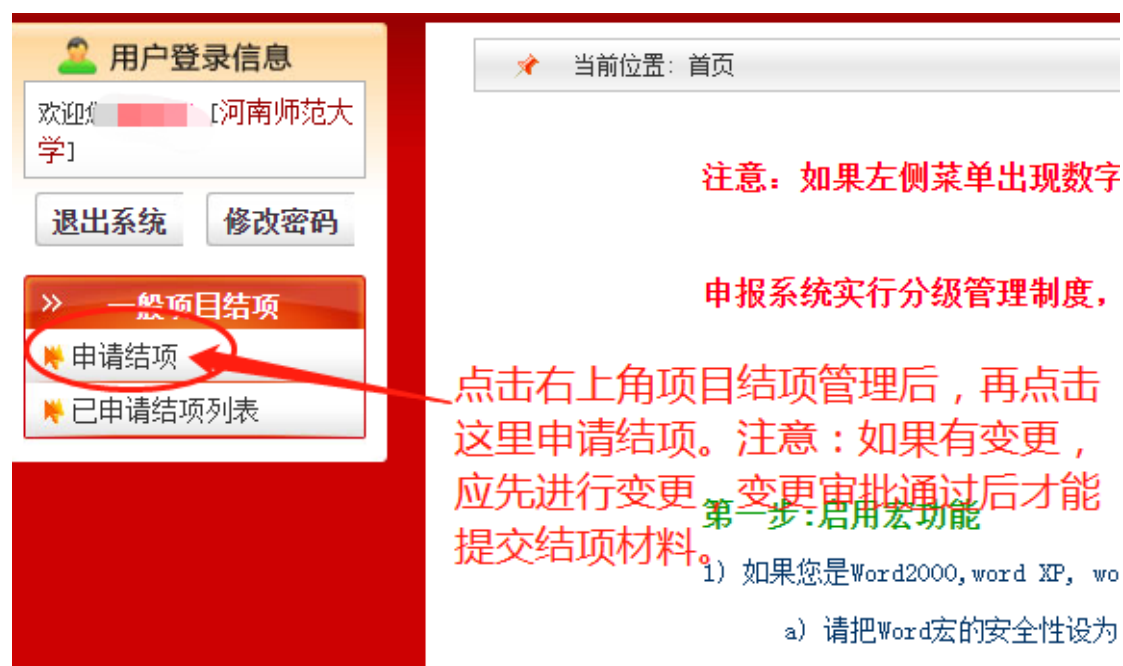 用户登录信息
欢迎您 [河南师范大
学]
退出系统
修改密码
一般项目结项
申请结项
已申请结项列表
当前位置：首页
注意：如果左侧菜单出现数字
申报系统实行分级管理制度，
点击右上角项目结项管理后，再点击
这里申请结项。注意：如果有变更，
应先进行变更，变更审批通过后才能
提交结项材料。
第一步:启用宏功能
1) 如果您是Word2000,word XP, wo
a) 请把Word宏的安全性设为